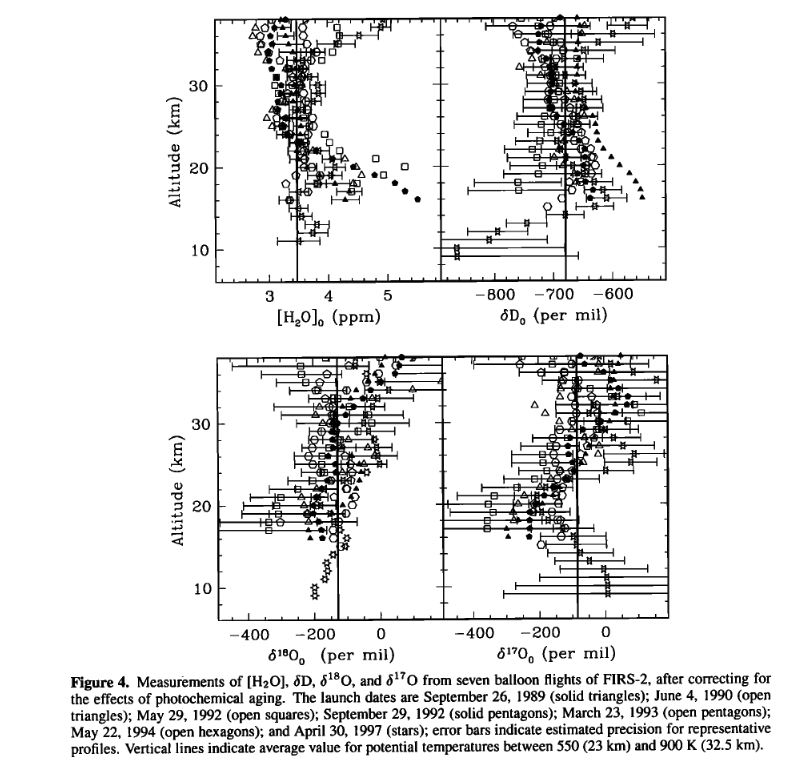 30
20
10
Altitude (km)
3 4 5
[H₂O]₀ (ppm)
−800 −700 −600
δD₀ (per mil)
30
20
10
Altitude (km)
−400 −200 0
δ¹⁸O₀ (per mil)
−400 −200 0
δ¹⁷O₀ (per mil)
Figure 4. Measurements of [H₂O], δD, δ¹⁸O, and δ¹⁷O from seven balloon flights of FIRS-2, after correcting for
the effects of photochemical aging. The launch dates are September 26, 1989 (solid triangles); June 4, 1990 (open
triangles); May 29, 1992 (open squares); September 29, 1992 (solid pentagons); March 23, 1993 (open pentagons);
May 22, 1994 (open hexagons); and April 30, 1997 (stars); error bars indicate estimated precision for representative
profiles. Vertical lines indicate average value for potential temperatures between 550 (23 km) and 900 K (32.5 km).